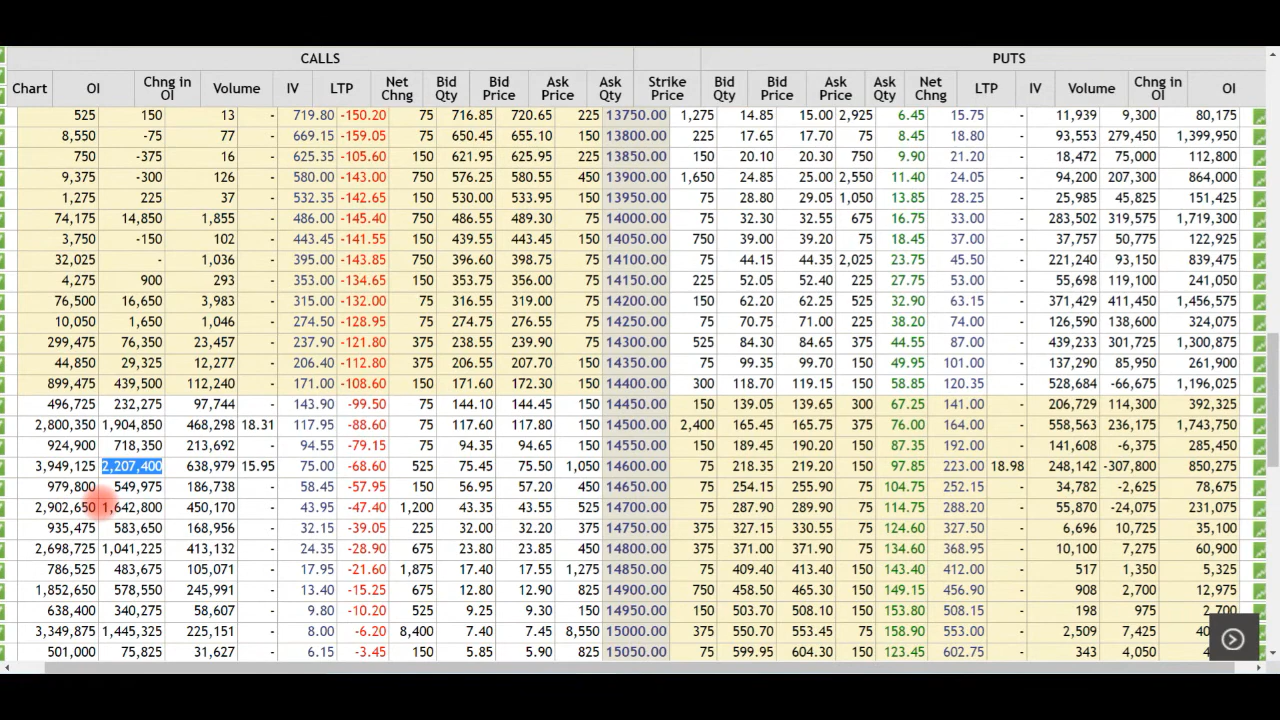 CALLS PUTS
Chart OI Chng in OI Volume IV LTP Net Chng Bid Qty Bid Price Ask Price Ask Qty Strike Price Bid Qty Bid Price Ask Price Ask Qty Net Chng LTP IV Volume Chng in OI OI
525 150 13 - 719.80 -150.20 75 716.85 720.65 225 13750.00 1,275 14.85 15.00 2,925 6.45 15.75 - 11,939 9,300 80,175
8,550 -75 77 - 669.15 -159.05 75 650.45 655.10 150 13800.00 225 17.65 17.70 75 8.45 18.80 - 93,553 279,450 1,399,950
750 -375 16 - 625.35 -105.60 150 621.95 625.95 225 13850.00 150 20.10 20.30 750 9.90 21.20 - 18,472 75,000 112,800
9,375 -300 126 - 580.00 -143.00 750 576.25 580.55 450 13900.00 1,650 24.85 25.00 2,550 11.40 24.05 - 94,200 207,300 864,000
1,275 225 37 - 532.35 -142.65 150 530.00 533.95 150 13950.00 75 28.80 29.05 1,050 13.85 28.25 - 25,985 45,825 151,425
74,175 14,850 1,855 - 486.00 -145.40 75 486.55 489.30 75 14000.00 75 32.30 32.55 675 16.75 33.00 - 283,502 319,575 1,719,300
3,750 -150 102 - 443.45 -141.55 150 439.55 443.45 150 14050.00 750 39.00 39.20 75 18.45 37.00 - 37,757 50,775 122,925
32,025 - 1,036 - 395.00 -143.85 750 396.60 398.75 75 14100.00 75 44.15 44.35 2,025 23.75 45.50 - 221,240 93,150 839,475
4,275 900 293 - 353.00 -134.65 150 353.75 356.00 75 14150.00 225 52.05 52.40 225 27.75 53.00 - 55,698 119,100 241,050
76,500 16,650 3,983 - 315.00 -132.00 75 316.55 319.00 75 14200.00 150 62.20 62.25 525 32.90 63.15 - 371,429 411,450 1,456,575
10,050 1,650 1,046 - 274.50 -128.95 75 274.75 276.55 75 14250.00 75 70.75 71.00 225 38.20 74.00 - 126,590 138,600 324,075
299,475 76,350 23,457 - 237.90 -121.80 375 238.55 239.90 75 14300.00 525 84.30 84.65 375 44.55 87.00 - 439,233 301,725 1,300,875
44,850 29,325 12,277 - 206.40 -112.80 75 206.55 207.70 150 14350.00 75 99.35 99.70 150 49.95 101.00 - 137,290 85,950 261,900
899,475 439,500 112,240 - 171.00 -108.60 150 171.60 172.30 75 14400.00 300 118.70 119.15 150 58.85 120.35 - 528,684 -66,675 1,196,025
496,725 232,275 97,744 - 143.90 -99.50 75 144.10 144.45 150 14450.00 150 139.05 139.65 300 67.25 141.00 - 206,729 114,300 392,325
2,800,350 1,904,850 468,298 18.31 117.95 -88.60 75 117.60 117.80 150 14500.00 2,400 165.45 165.75 375 76.00 164.00 - 558,563 236,175 1,743,750
924,900 718,350 213,692 - 94.55 -79.15 75 94.35 94.65 150 14550.00 150 189.45 190.20 150 87.35 192.00 - 141,608 -6,375 285,450
3,949,125 2,207,400 638,979 15.95 75.00 -68.60 525 75.45 75.50 1,050 14600.00 75 218.35 219.20 150 97.85 223.00 18.98 248,142 -307,800 850,275
979,800 549,975 186,738 - 58.45 -57.95 150 56.95 57.20 450 14650.00 75 254.15 255.90 75 104.75 252.15 - 34,782 -2,625 78,675
2,902,650 1,642,800 450,170 - 43.95 -47.40 1,200 43.35 43.55 525 14700.00 75 287.90 289.90 75 114.75 288.20 - 55,870 -24,075 231,075
935,475 583,650 168,956 - 32.15 -39.05 225 32.00 32.20 375 14750.00 75 327.15 330.55 75 124.60 327.50 - 6,696 10,725 35,100
2,698,725 1,041,225 413,132 - 24.35 -28.90 675 23.80 23.85 450 14800.00 375 371.00 371.90 75 134.60 368.95 - 10,100 7,275 60,900
786,525 483,675 105,071 - 17.95 -21.60 1,875 17.40 17.55 1,275 14850.00 75 409.40 413.40 150 143.40 412.00 - 517 1,350 5,325
1,852,650 578,550 245,991 - 13.40 -15.25 675 12.80 12.90 825 14900.00 750 458.50 465.30 750 149.15 456.90 - 908 2,700 12,975
638,400 340,275 58,607 - 9.80 -10.20 525 9.25 9.30 150 14950.00 150 503.70 508.10 150 153.80 508.15 - 198 975 2,700
3,349,875 1,445,325 225,151 - 8.00 -6.20 8,400 7.40 7.45 8,550 15000.00 375 550.70 553.45 75 158.90 553.00 - 2,509 7,425
501,000 75,825 31,627 - 6.15 -3.45 150 5.85 5.90 825 15050.00 75 599.95 604.30 150 123.45 602.75 - 343 4,050